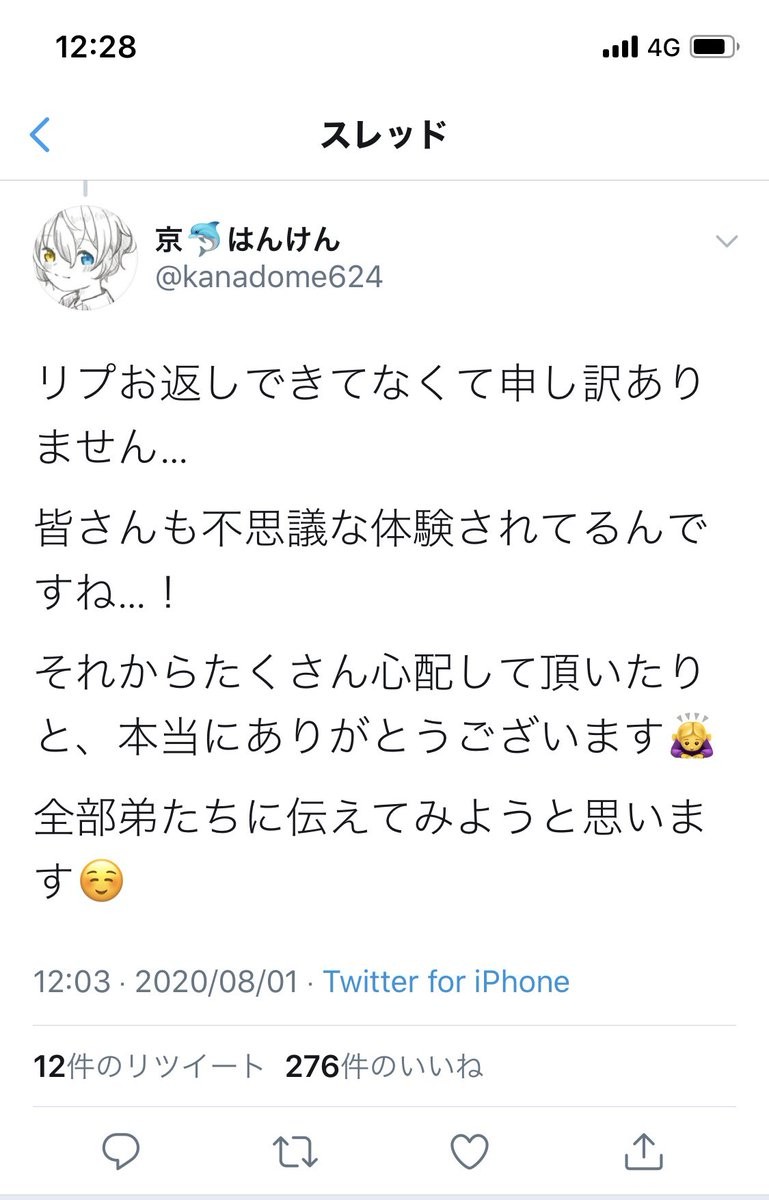 12:28 4G
スレッド
京🐬はんけん
@kanadome624
リプお返しできてなくて申し訳あり
ません...
皆さんも不思議な体験されてるんで
すね...！
それからたくさん心配して頂いたり
と、本当にありがとうございます🙇‍♀️
全部弟たちに伝えてみようと思いま
す☺️
12:03 · 2020/08/01 · Twitter for iPhone
12件のリツイート 276件のいいね